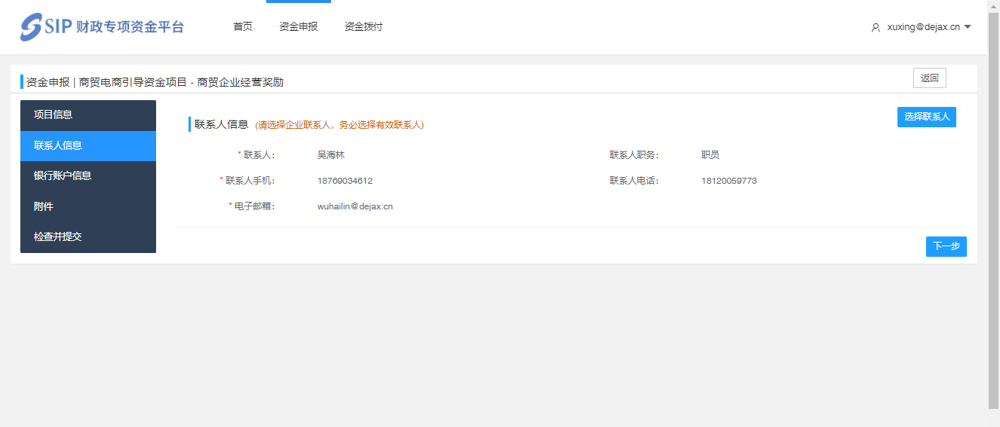 SIP 财政专项资金平台
首页 资金申报 资金拨付
xuxing@dejax.cn
资金申报 | 商贸电商引导资金项目 - 商贸企业经营奖励
返回
项目信息
联系人信息
银行账户信息
附件
检查并提交
联系人信息 (请选择企业联系人，务必选择有效联系人)
选择联系人
* 联系人： 吴海林 联系人职务： 职员
* 联系人手机： 18769034612 联系人电话： 18120059773
* 电子邮箱： wuhailin@dejax.cn
下一步